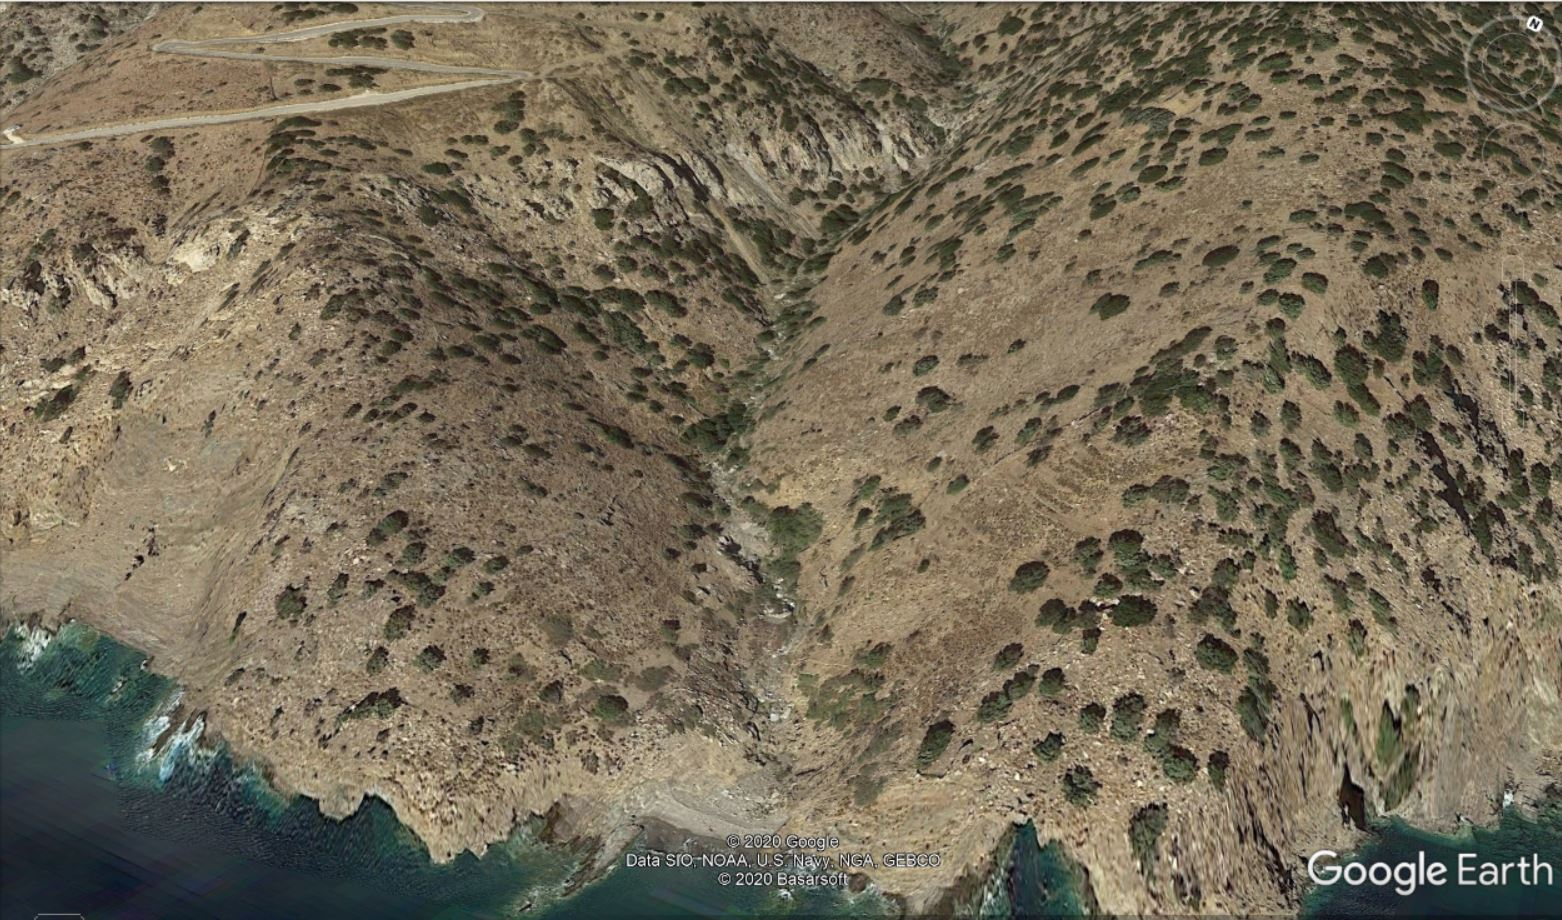 N
© 2020 Google
Data SIO, NOAA, U.S. Navy, NGA, GEBCO
© 2020 Basarsoft
Google Earth